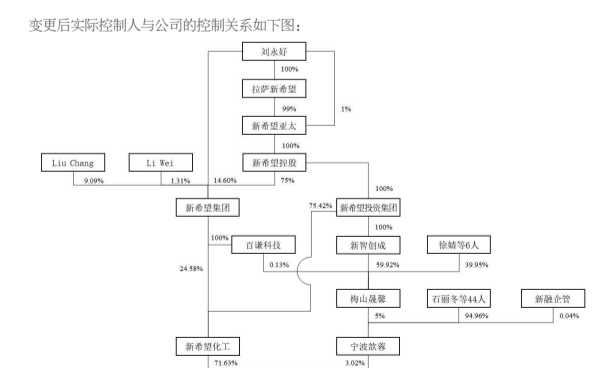 变更后实际控制人与公司的控制关系如下图：
刘永好
100%
拉萨新希望
99%
1%
新希望亚太
100%
Liu Chang
Li Wei
新希望控股
9.09%
1.31%
14.60%
75%
100%
新希望集团
75.42%
新希望投资集团
100%
100%
百谦科技
新智创成
徐婧等6人
24.58%
0.13%
59.92%
39.95%
梅山晟馨
石丽冬等44人
新融企管
5%
94.96%
0.04%
新希望化工
宁波歆蓉
71.63%
3.02%